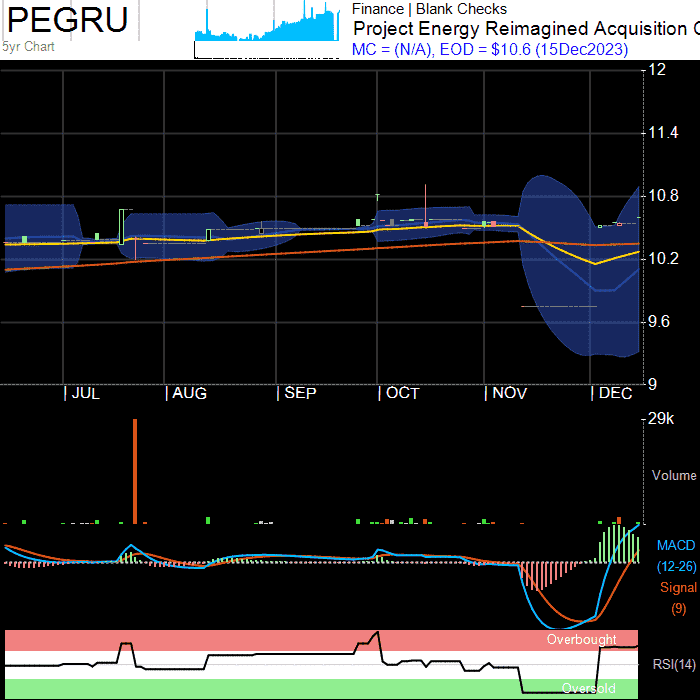 PEGRU
5yr Chart
Finance | Blank Checks
Project Energy Reimagined Acquisition C
MC = (N/A), EOD = $10.6 (15Dec2023)
12
11.4
10.8
10.2
9.6
9
| JUL | AUG | SEP | OCT | NOV | DEC
29k
Volume
MACD
(12-26)
Signal
(9)
Overbought
RSI(14)
Oversold